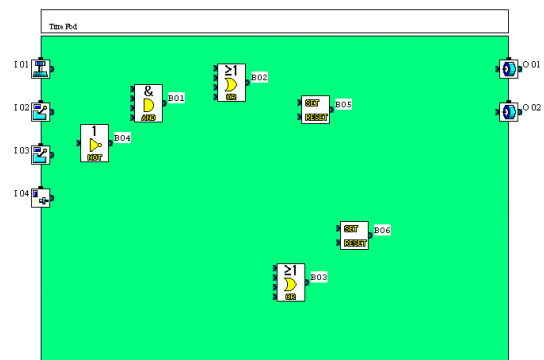 Titre Fbd
I 01
I 02
I 03
I 04
O 01
O 02
&
AND
B01
≥1
OR
B02
1
NOT
B04
SET
RESET
B05
SET
RESET
B06
≥1
OR
B03